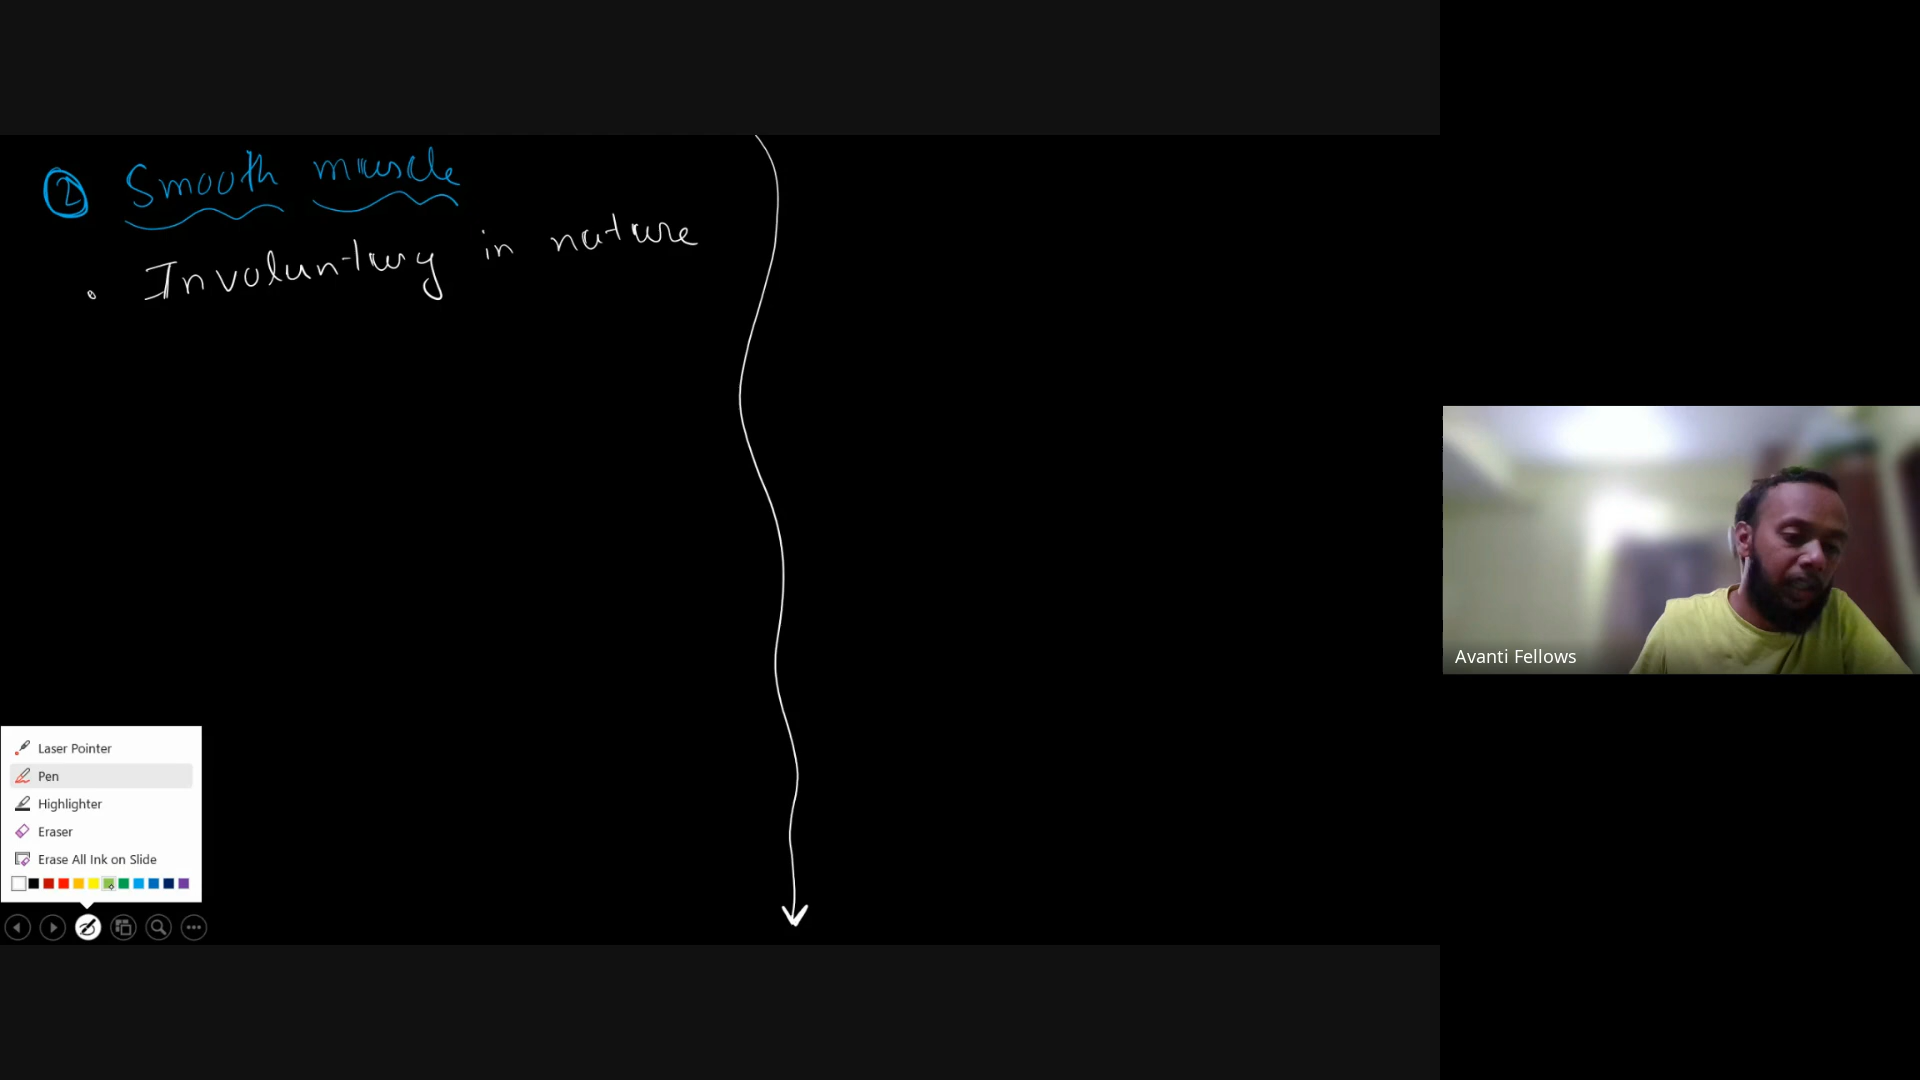 ② Smooth muscle
Involuntary in nature
Laser Pointer
Pen
Highlighter
Eraser
Erase All Ink on Slide
Avanti Fellows